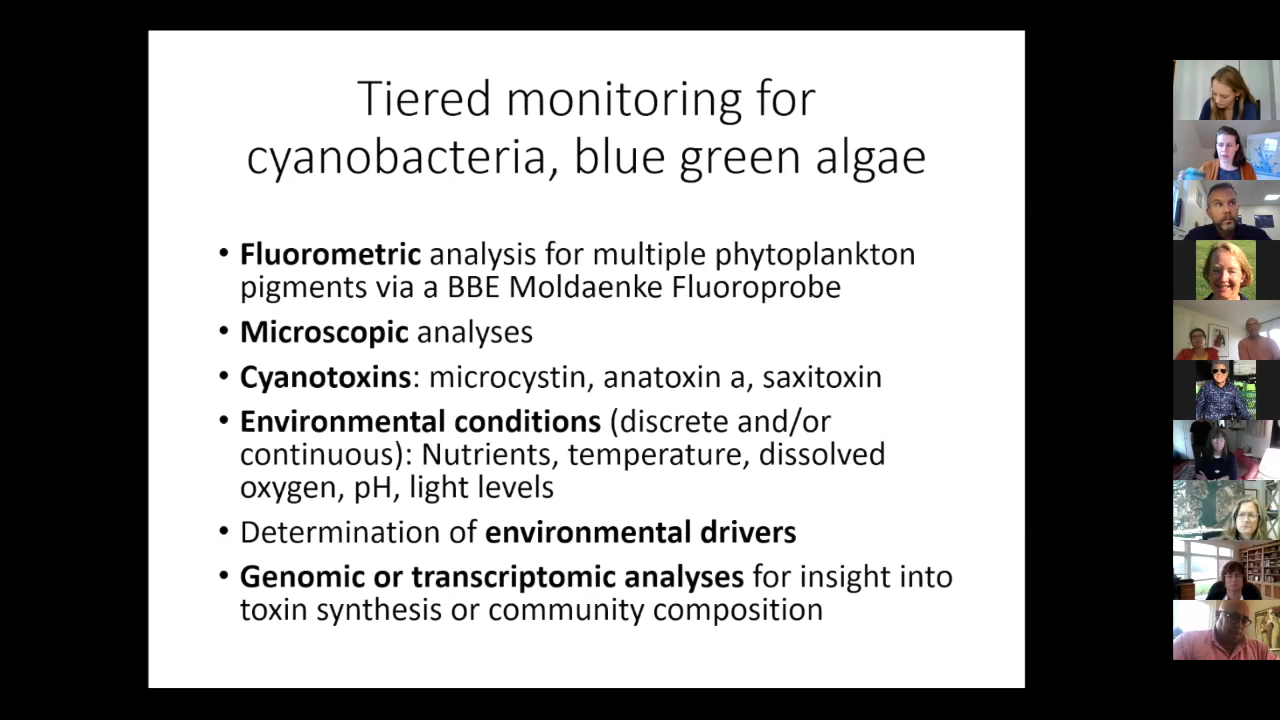 Tiered monitoring for
cyanobacteria, blue green algae
• Fluorometric analysis for multiple phytoplankton
pigments via a BBE Moldaenke Fluoroprobe
• Microscopic analyses
• Cyanotoxins: microcystin, anatoxin a, saxitoxin
• Environmental conditions (discrete and/or
continuous): Nutrients, temperature, dissolved
oxygen, pH, light levels
• Determination of environmental drivers
• Genomic or transcriptomic analyses for insight into
toxin synthesis or community composition